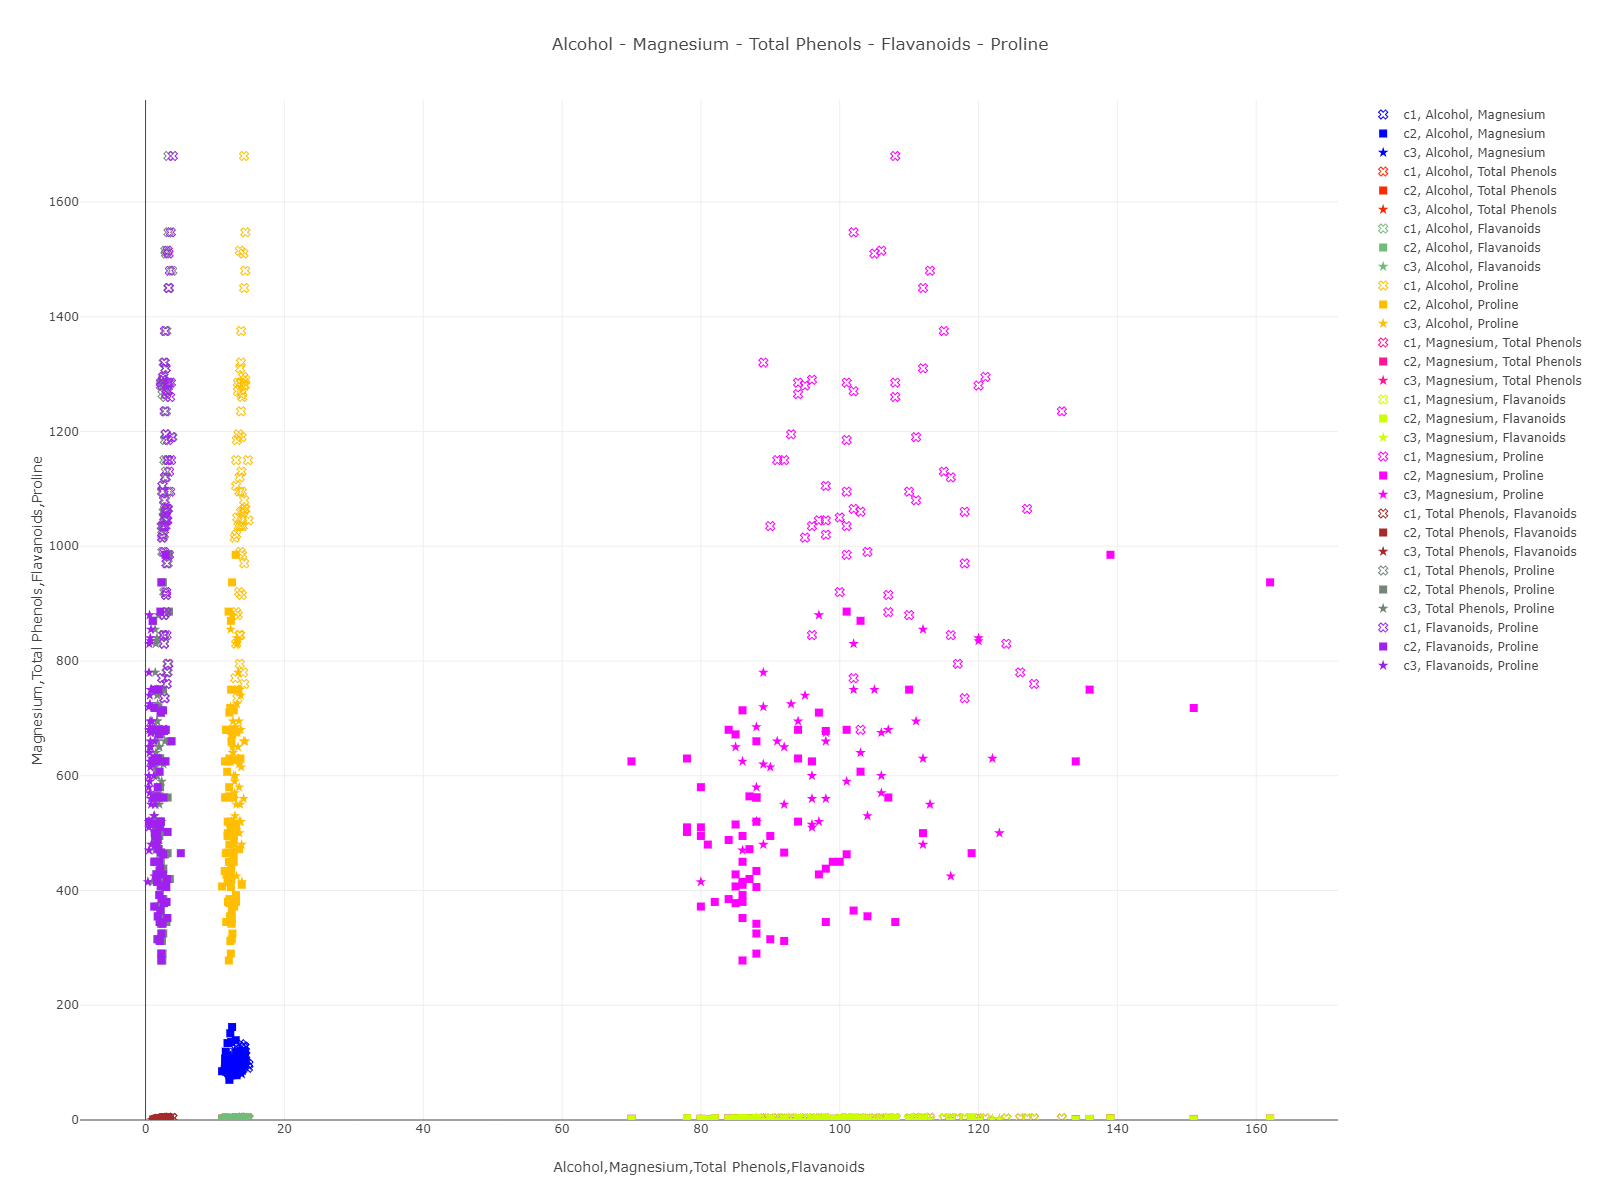 Alcohol - Magnesium - Total Phenols - Flavanoids - Proline
c1, Alcohol, Magnesium
c2, Alcohol, Magnesium
c3, Alcohol, Magnesium
c1, Alcohol, Total Phenols
c2, Alcohol, Total Phenols
c3, Alcohol, Total Phenols
c1, Alcohol, Flavanoids
c2, Alcohol, Flavanoids
c3, Alcohol, Flavanoids
c1, Alcohol, Proline
c2, Alcohol, Proline
c3, Alcohol, Proline
c1, Magnesium, Total Phenols
c2, Magnesium, Total Phenols
c3, Magnesium, Total Phenols
c1, Magnesium, Flavanoids
c2, Magnesium, Flavanoids
c3, Magnesium, Flavanoids
c1, Magnesium, Proline
c2, Magnesium, Proline
c3, Magnesium, Proline
c1, Total Phenols, Flavanoids
c2, Total Phenols, Flavanoids
c3, Total Phenols, Flavanoids
c1, Total Phenols, Proline
c2, Total Phenols, Proline
c3, Total Phenols, Proline
c1, Flavanoids, Proline
c2, Flavanoids, Proline
c3, Flavanoids, Proline
Magnesium,Total Phenols,Flavanoids,Proline
1600
1400
1200
1000
800
600
400
200
0
0 20 40 60 80 100 120 140 160
Alcohol,Magnesium,Total Phenols,Flavanoids